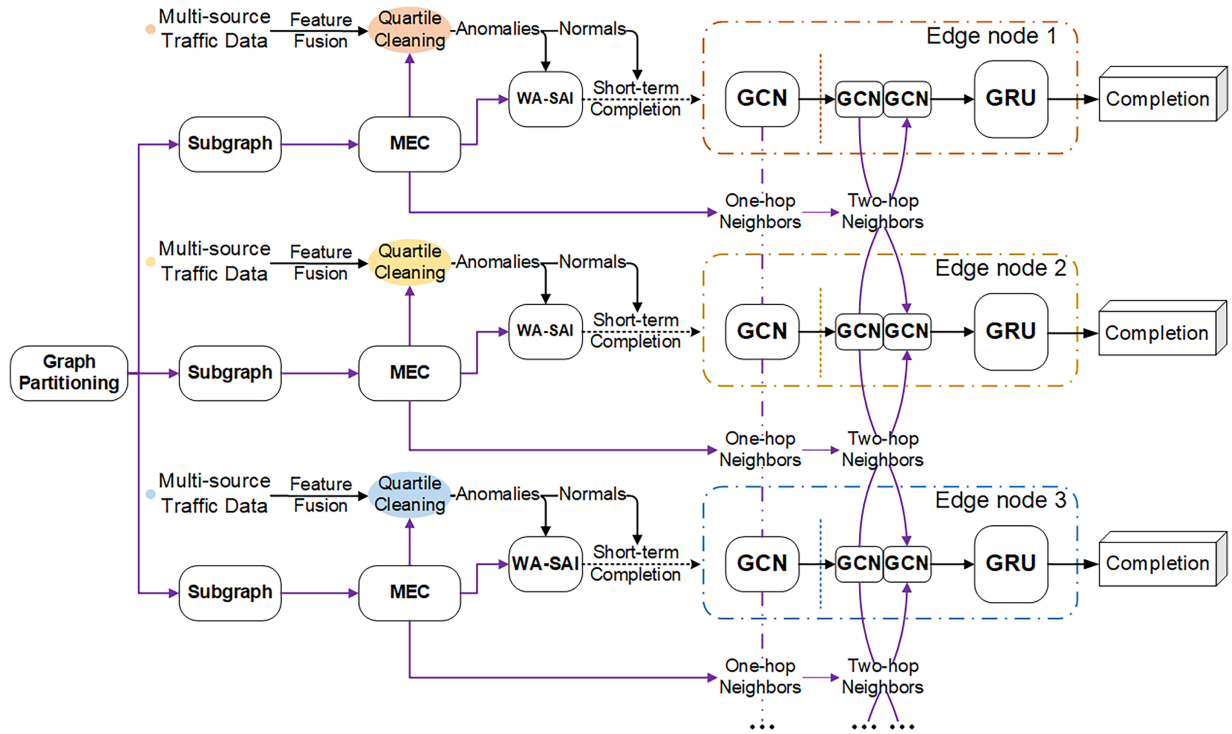 Multi-source
Traffic Data
Feature
Fusion
Quartile
Cleaning
Anomalies
Normals
Edge node 1
WA-SAI
Short-term
Completion
GCN
GCN
GCN
GRU
Completion
Subgraph
MEC
One-hop
Neighbors
Two-hop
Neighbors
Multi-source
Traffic Data
Feature
Fusion
Quartile
Cleaning
Anomalies
Normals
Edge node 2
WA-SAI
Short-term
Completion
GCN
GCN
GCN
GRU
Completion
Graph
Partitioning
Subgraph
MEC
One-hop
Neighbors
Two-hop
Neighbors
Multi-source
Traffic Data
Feature
Fusion
Quartile
Cleaning
Anomalies
Normals
Edge node 3
WA-SAI
Short-term
Completion
GCN
GCN
GCN
GRU
Completion
Subgraph
MEC
One-hop
Neighbors
Two-hop
Neighbors
... ... ...